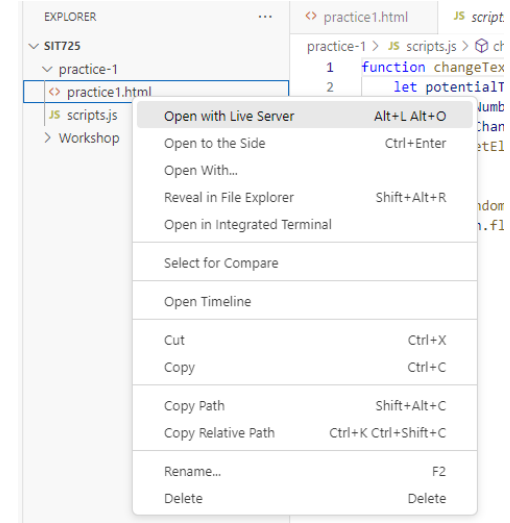 EXPLORER ...
SIT725
practice-1
<> practice1.html
JS scripts.js
Workshop
<> practice1.html
JS script
practice-1 > JS scripts.js > ch
1 function changeTex
2 let potentialT
Numb
Chan
etEl
ndom
n.fl
Open with Live Server Alt+L Alt+O
Open to the Side Ctrl+Enter
Open With...
Reveal in File Explorer Shift+Alt+R
Open in Integrated Terminal
Select for Compare
Open Timeline
Cut Ctrl+X
Copy Ctrl+C
Copy Path Shift+Alt+C
Copy Relative Path Ctrl+K Ctrl+Shift+C
Rename... F2
Delete Delete